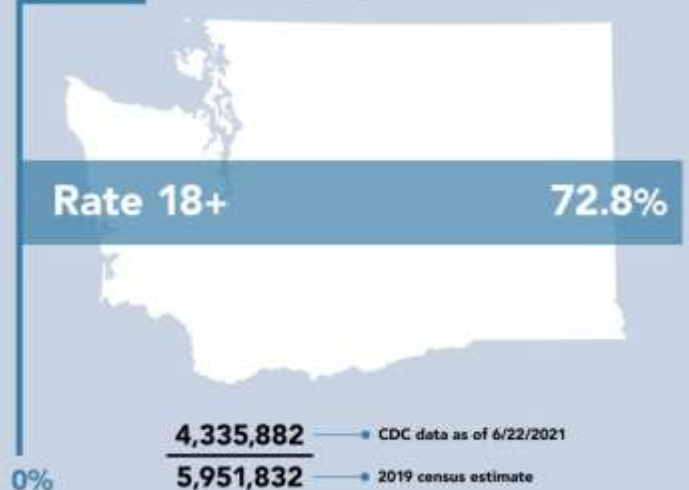 Rate 18+ 72.8%
4,335,882 CDC data as of 6/22/2021
5,951,832 2019 census estimate
0%